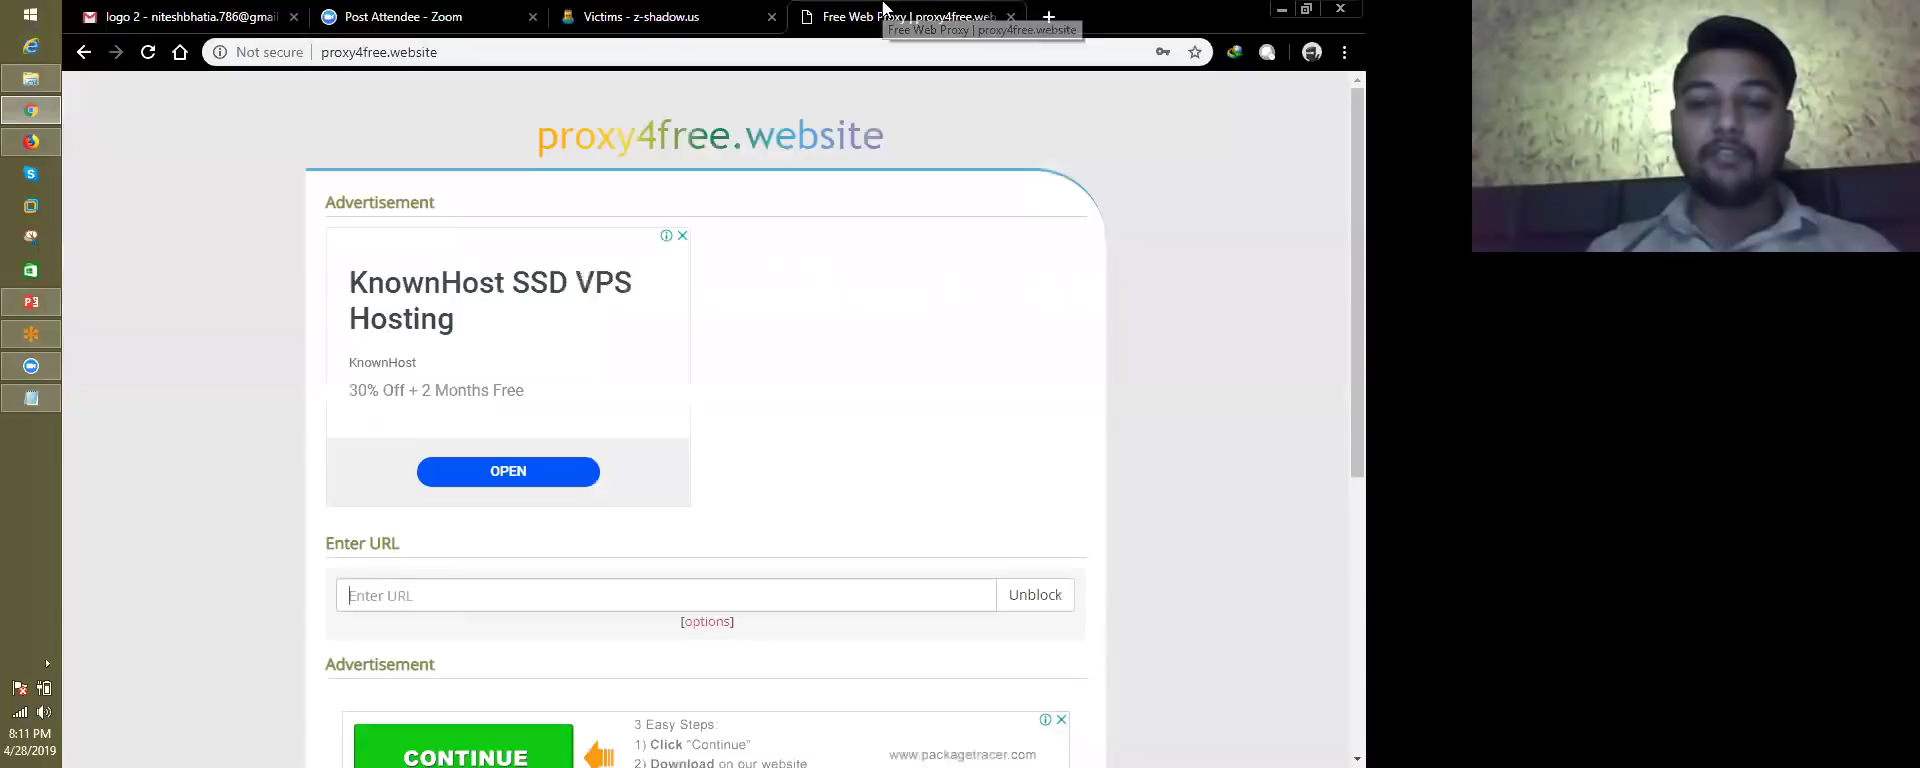 logo 2 - niteshbhatia.786@gmai
Post Attendee - Zoom
Victims - z-shadow.us
Free Web Proxy | proxy4free.web
Free Web Proxy | proxy4free.website
Not secure
proxy4free.website
proxy4free.website
Advertisement
KnownHost SSD VPS
Hosting
KnownHost
30% Off + 2 Months Free
OPEN
Enter URL
Enter URL
Unblock
[options]
Advertisement
CONTINUE
3 Easy Steps:
1) Click "Continue"
2) Download on our website
www.packagetracer.com
8:11 PM
4/28/2019